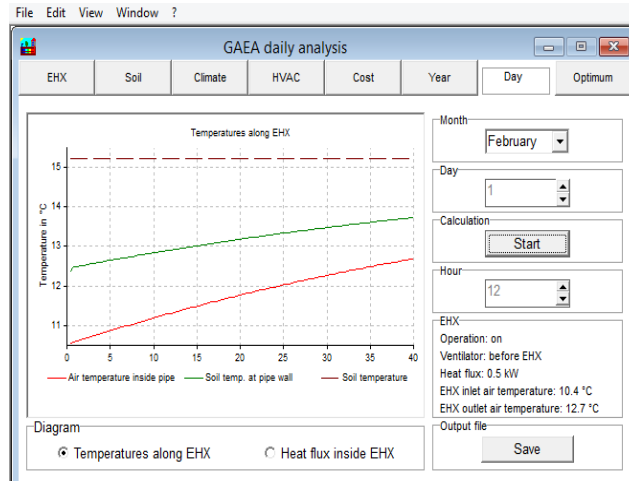 File Edit View Window ?
GAEA daily analysis
EHX Soil Climate HVAC Cost Year Day Optimum
Temperatures along EHX
Temperature in °C
15
14
13
12
11
0 5 10 15 20 25 30 35 40
Air temperature inside pipe Soil temp. at pipe wall Soil temperature
Diagram
Temperatures along EHX Heat flux inside EHX
Month
February
Day
1
Calculation
Start
Hour
12
EHX
Operation: on
Ventilator: before EHX
Heat flux: 0.5 kW
EHX inlet air temperature: 10.4 °C
EHX outlet air temperature: 12.7 °C
Output file
Save